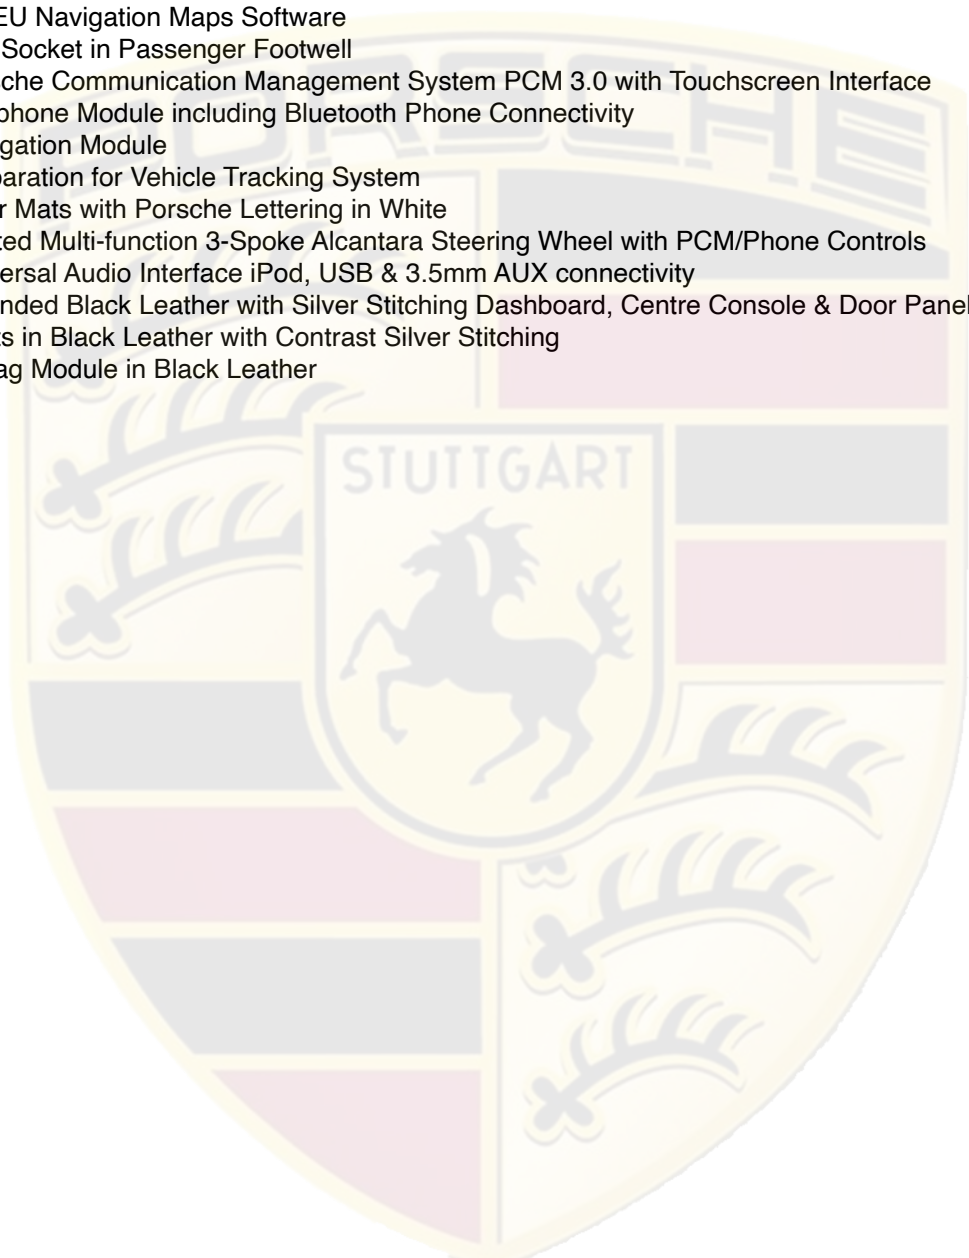 EU Navigation Maps Software
Socket in Passenger Footwell
sche Communication Management System PCM 3.0 with Touchscreen Interface
phone Module including Bluetooth Phone Connectivity
gation Module
paration for Vehicle Tracking System
r Mats with Porsche Lettering in White
ted Multi-function 3-Spoke Alcantara Steering Wheel with PCM/Phone Controls
ersal Audio Interface iPod, USB & 3.5mm AUX connectivity
nded Black Leather with Silver Stitching Dashboard, Centre Console & Door Panel
ts in Black Leather with Contrast Silver Stitching
ag Module in Black Leather
PORSCHE
STUTTGART